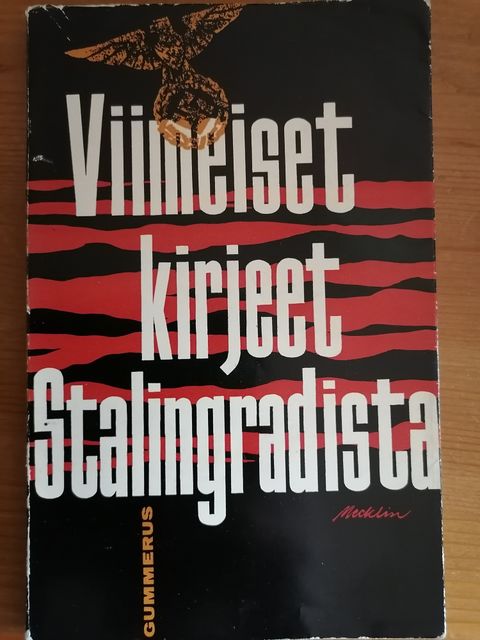 Viimeiset
kirjeet
Stalingradista
Mecklin
GUMMERUS